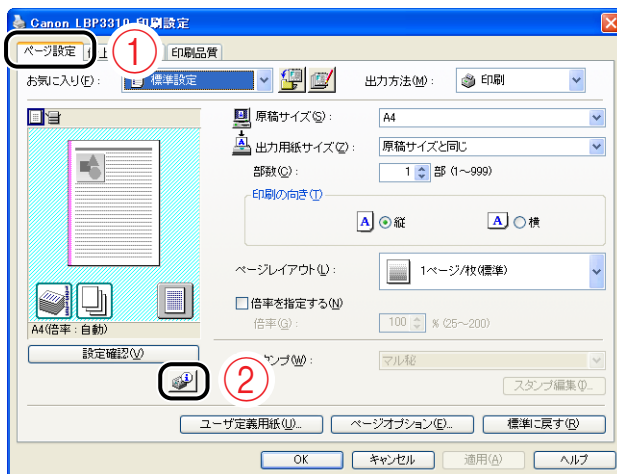 Canon LBP3310 印刷設定
ページ設定
印刷品質
①
お気に入り(F):
標準設定
出力方法(M):
印刷
原稿サイズ(S):
A4
出力用紙サイズ(Z):
原稿サイズと同じ
部数(C):
1 部 (1~999)
印刷の向き(T)
A 縦
A 横
ページレイアウト(L):
1ページ/枚(標準)
倍率を指定する(N)
倍率(G):
100 % (25~200)
A4(倍率:自動)
設定確認(V)
②
ンプ(W):
マル秘
スタンプ編集(I)...
ユーザ定義用紙(U)...
ページオプション(E)...
標準に戻す(R)
OK
キャンセル
適用(A)
ヘルプ